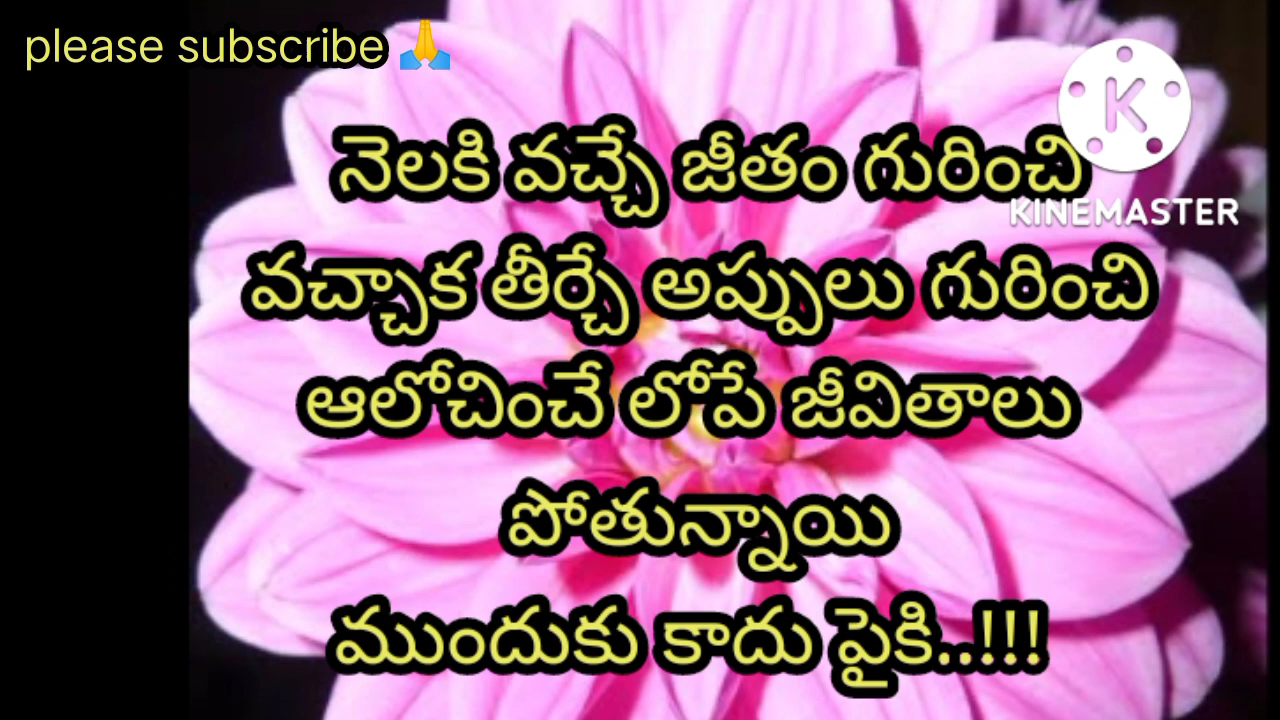 please subscribe 🙏
నెలకి వచ్చే జీతం గురించి
వచ్చాక తీర్చే అప్పులు గురించి
ఆలోచించే లోపే జీవితాలు
పోతున్నాయి
ముందుకు కాదు పైకి..!!!
K
KINEMASTER